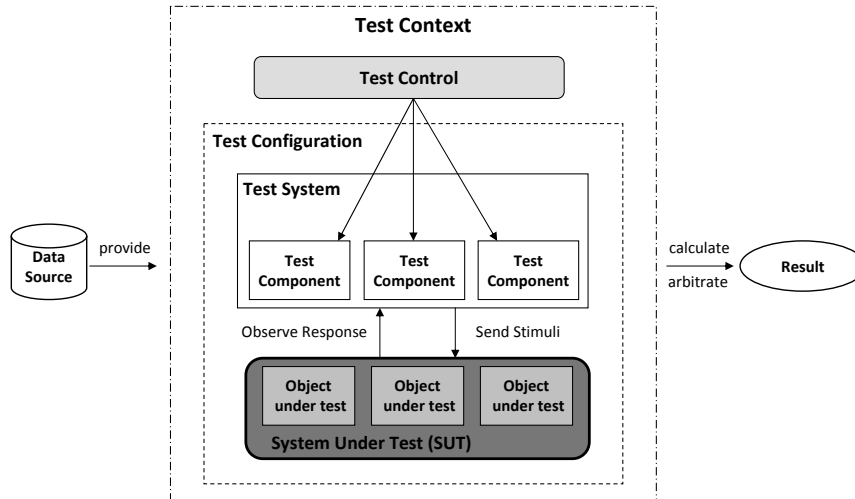 Test Context
Test Control
Test Configuration
Test System
Data
Source
provide
Test
Component
Test
Component
Test
Component
calculate
arbitrate
Result
Observe Response
Send Stimuli
Object
under test
Object
under test
Object
under test
System Under Test (SUT)